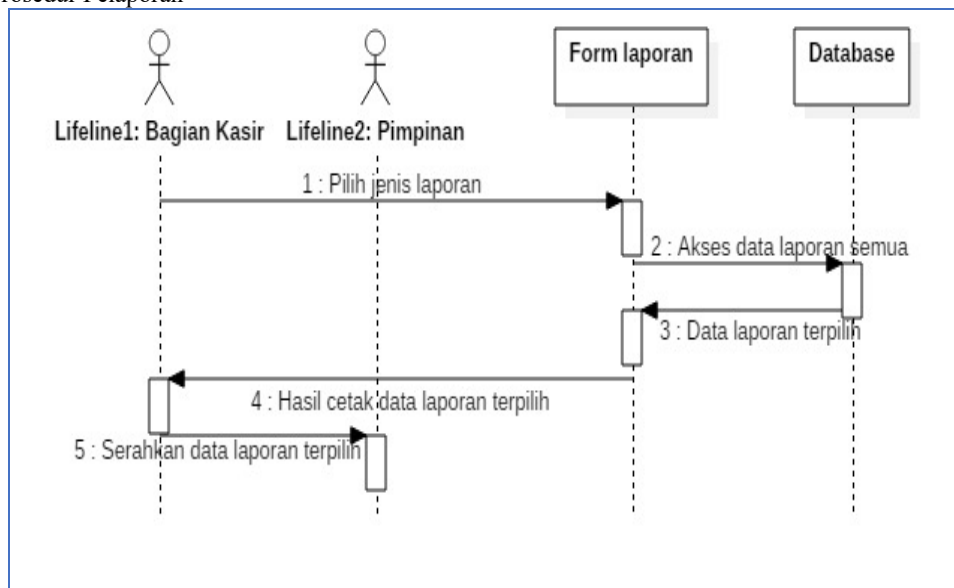 Form laporan
Database
Lifeline1: Bagian Kasir
Lifeline2: Pimpinan
1 : Pilih jenis laporan
2 : Akses data laporan semua
3 : Data laporan terpilih
4 : Hasil cetak data laporan terpilih
5 : Serahkan data laporan terpilih